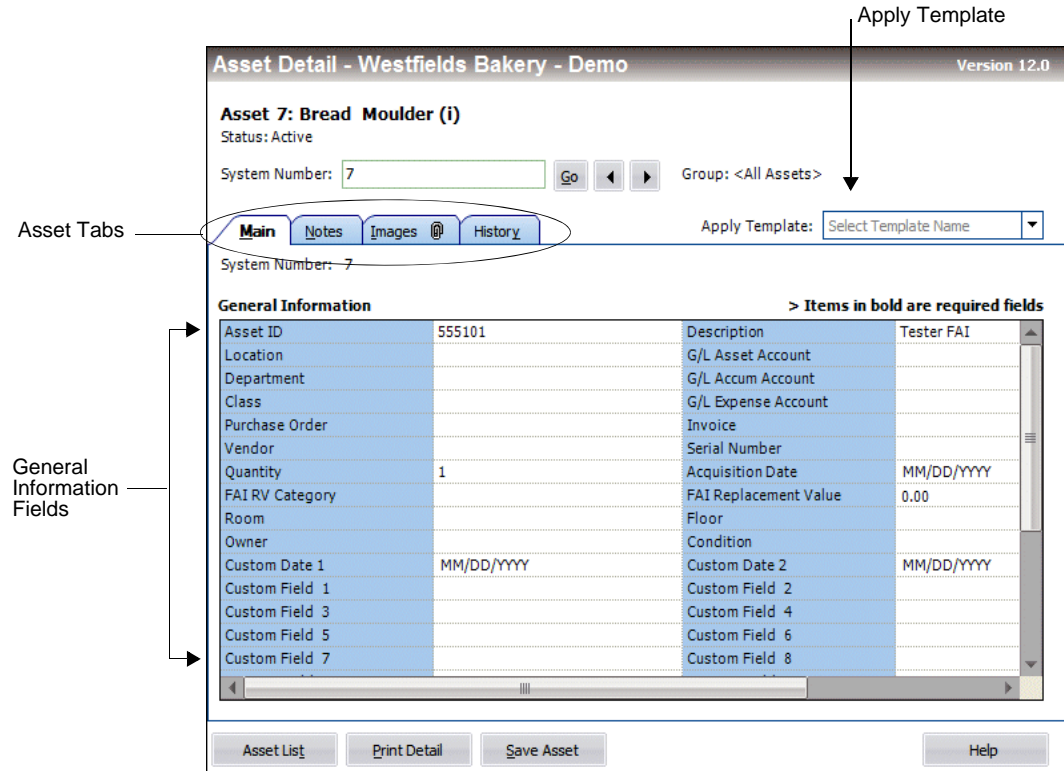 Apply Template
Asset Detail - Westfields Bakery - Demo Version 12.0
Asset 7: Bread Moulder (i)
Status: Active
System Number: 7 Go Group: <All Assets>
Asset Tabs
Main Notes Images History Apply Template: Select Template Name
System Number: 7
General Information > Items in bold are required fields
Asset ID 555101 Description Tester FAI
Location G/L Asset Account
Department G/L Accum Account
Class G/L Expense Account
Purchase Order Invoice
Vendor Serial Number
General
Information
Fields
Quantity 1 Acquisition Date MM/DD/YYYY
FAI RV Category FAI Replacement Value 0.00
Room Floor
Owner Condition
Custom Date 1 MM/DD/YYYY Custom Date 2 MM/DD/YYYY
Custom Field 1 Custom Field 2
Custom Field 3 Custom Field 4
Custom Field 5 Custom Field 6
Custom Field 7 Custom Field 8
Asset List Print Detail Save Asset Help